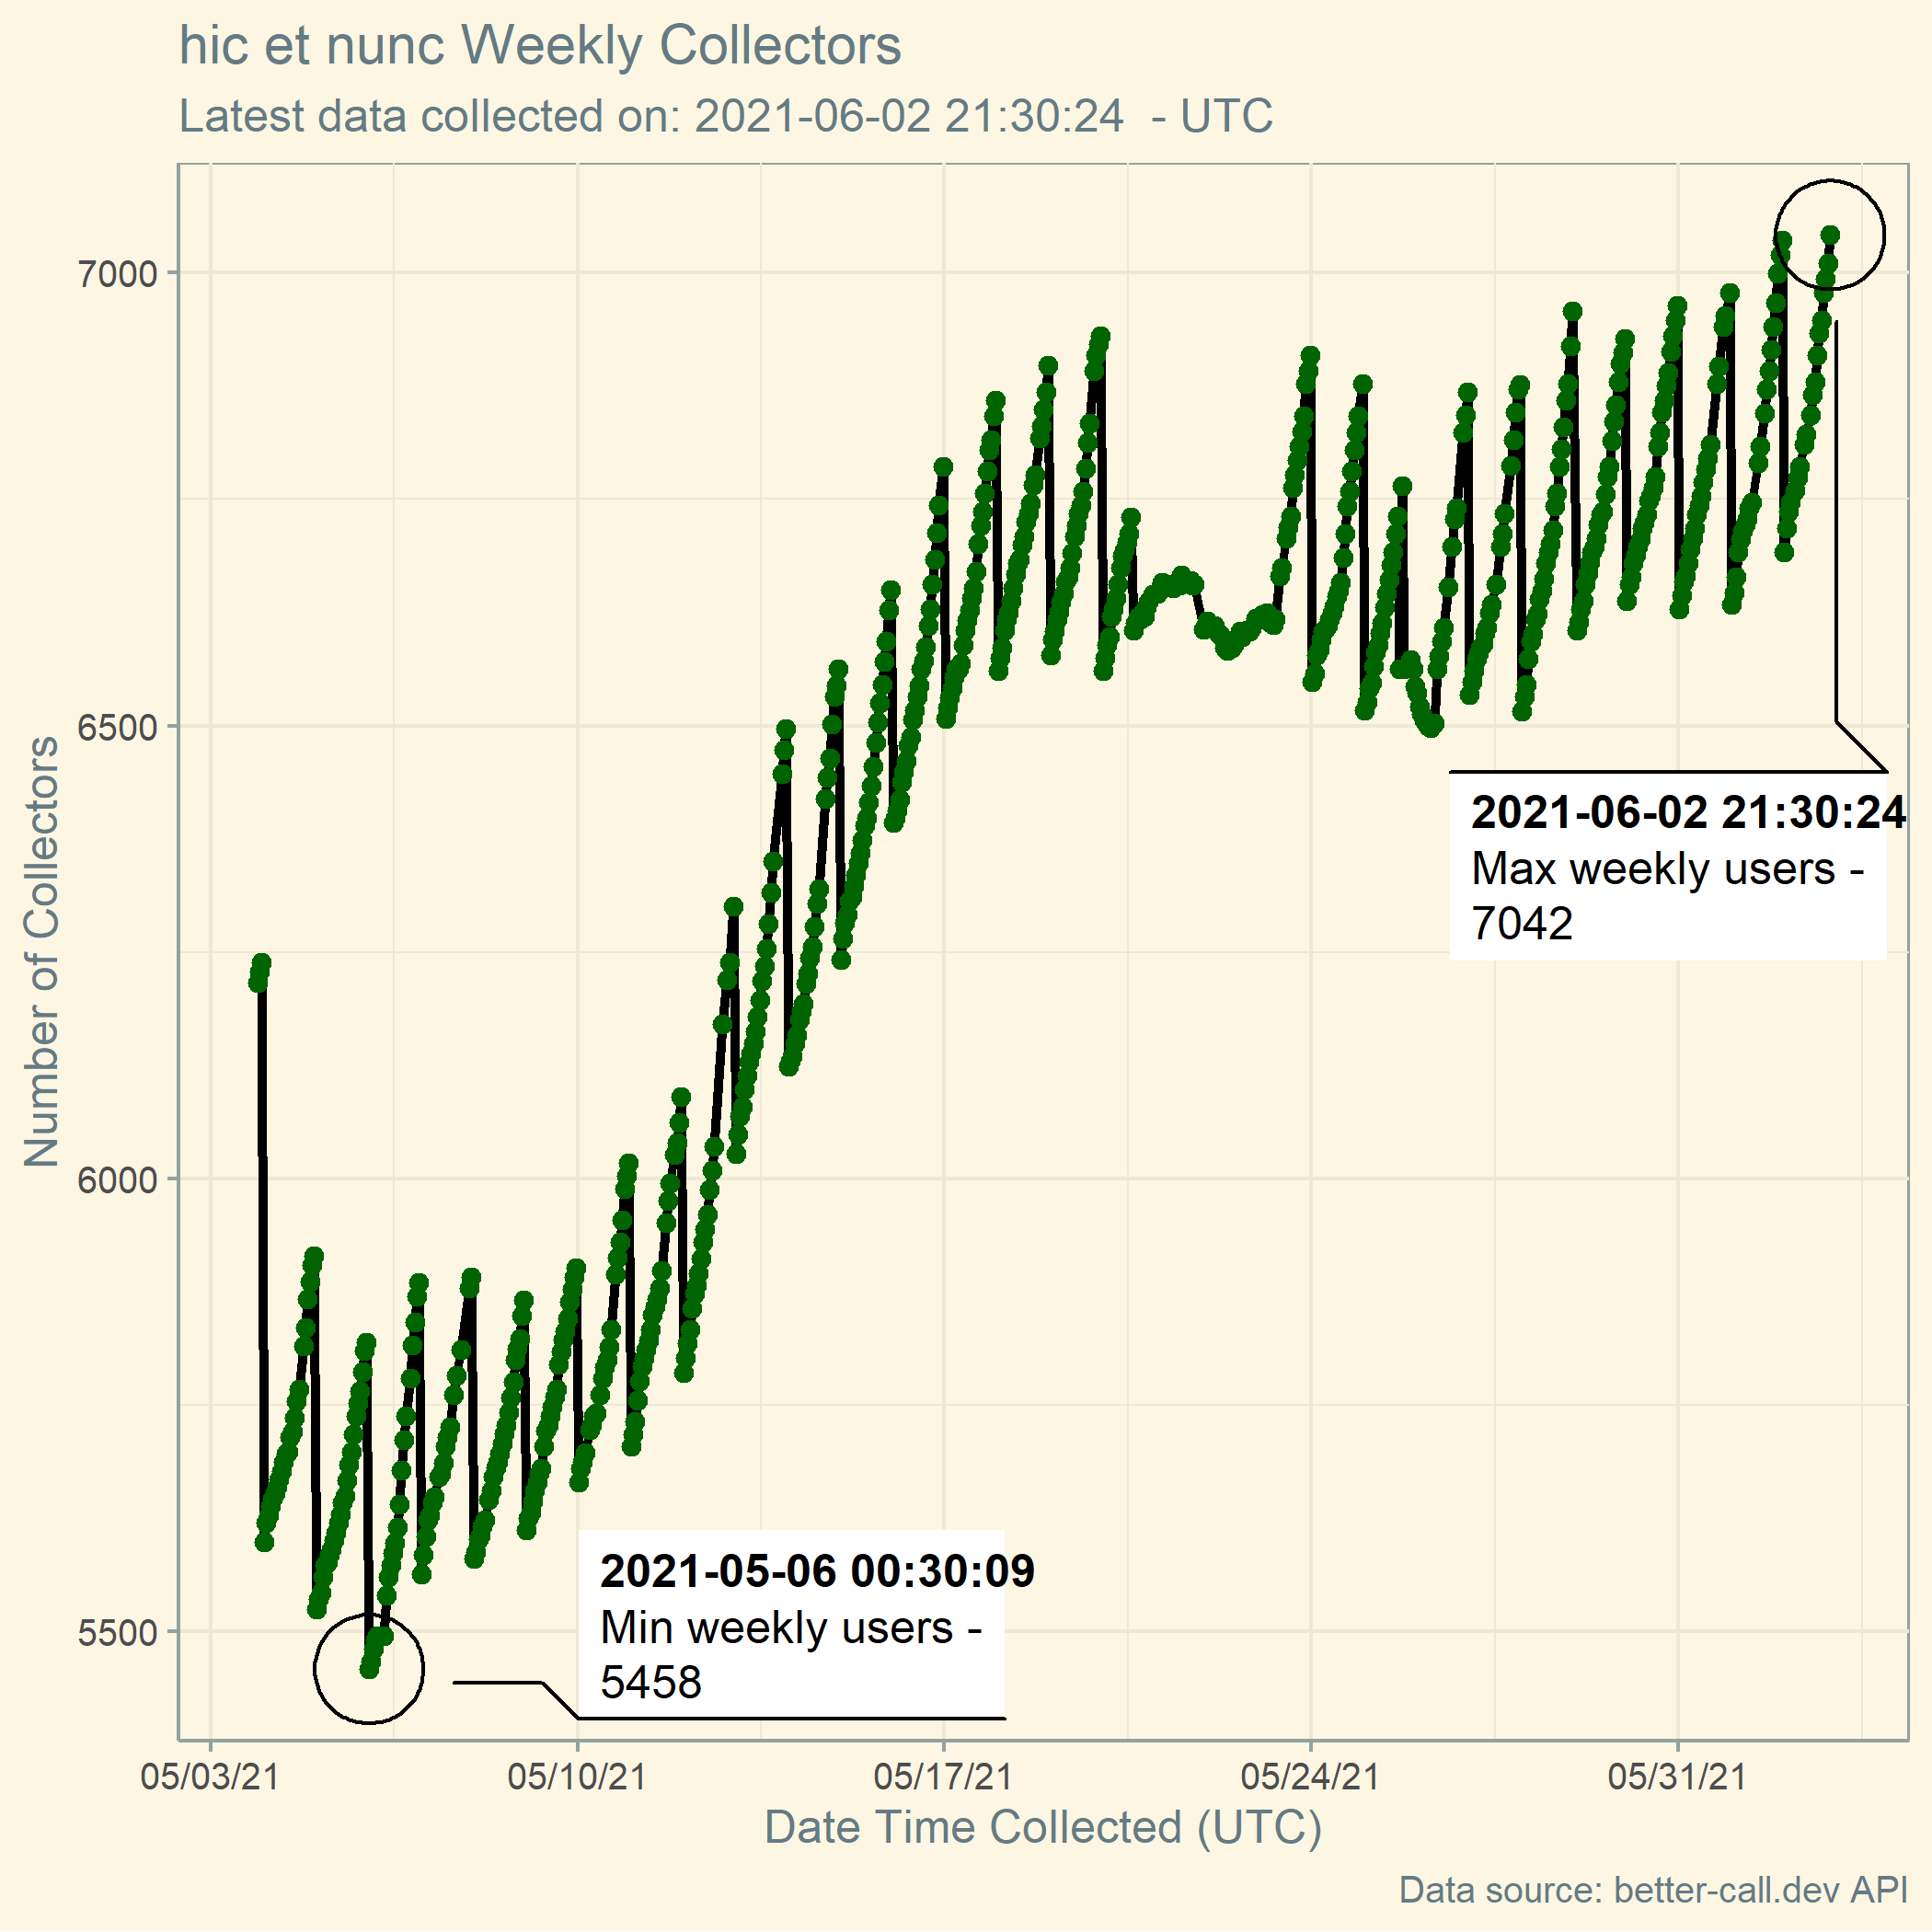 hic et nunc Weekly Collectors
Latest data collected on: 2021-06-02 21:30:24  - UTC
Number of Collectors
7000
6500
6000
5500
2021-06-02 21:30:24
Max weekly users -
7042
2021-05-06 00:30:09
Min weekly users -
5458
05/03/21
05/10/21
05/17/21
05/24/21
05/31/21
Date Time Collected (UTC)
Data source: better-call.dev API